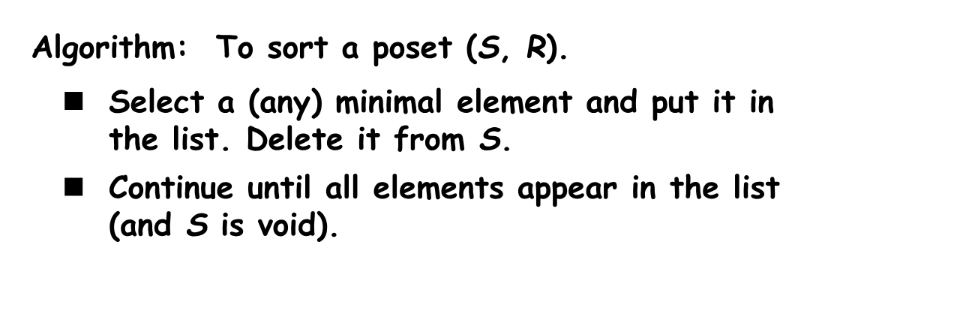 Algorithm: To sort a poset (S, R).
■ Select a (any) minimal element and put it in
the list. Delete it from S.
■ Continue until all elements appear in the list
(and S is void).